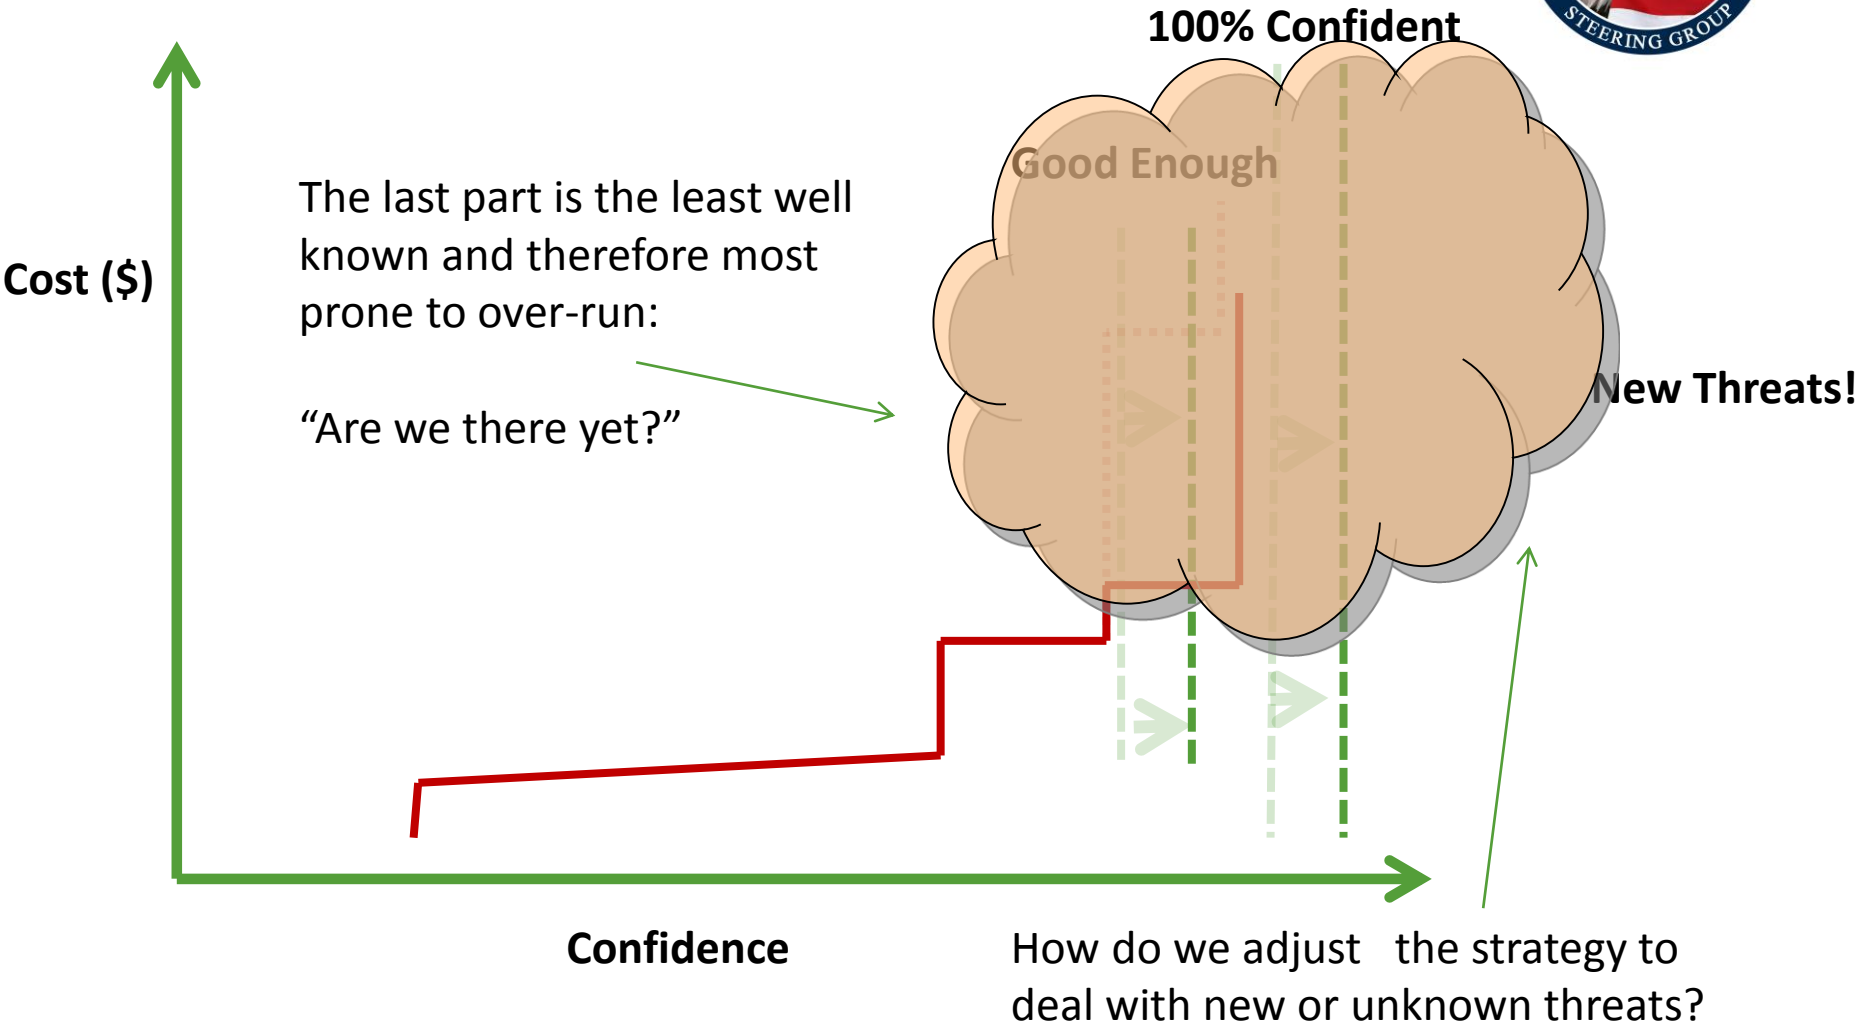 100% Confident
STEERING GROUP
Good Enough
The last part is the least well
known and therefore most
prone to over-run:
“Are we there yet?”
Cost ($)
New Threats!
Confidence
How do we adjust   the strategy to
deal with new or unknown threats?